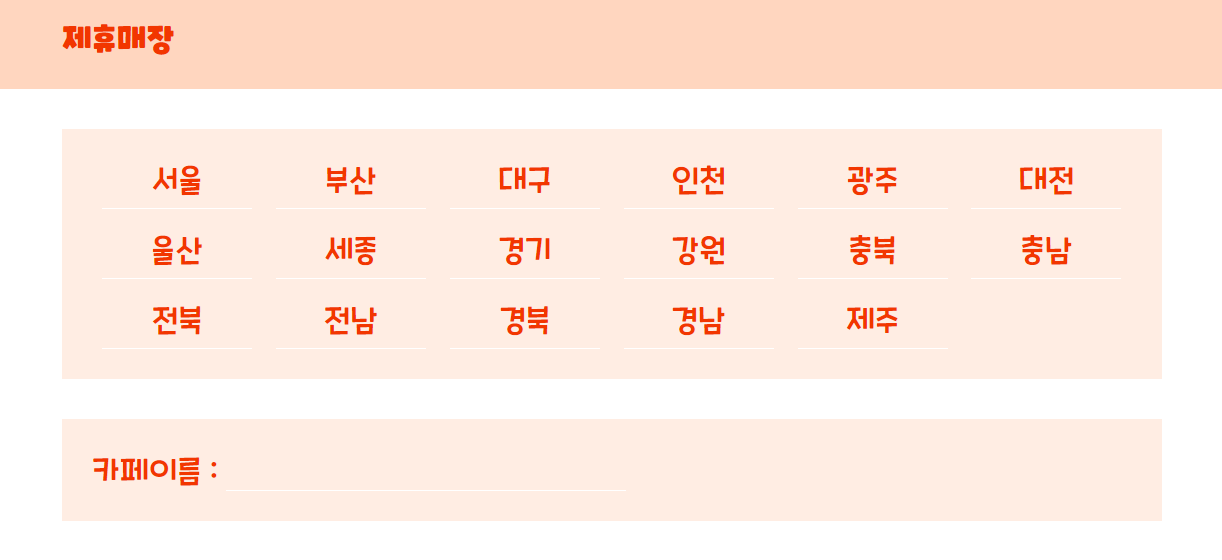 제휴매장
서울 부산 대구 인천 광주 대전
울산 세종 경기 강원 충북 충남
전북 전남 경북 경남 제주
카페이름 :